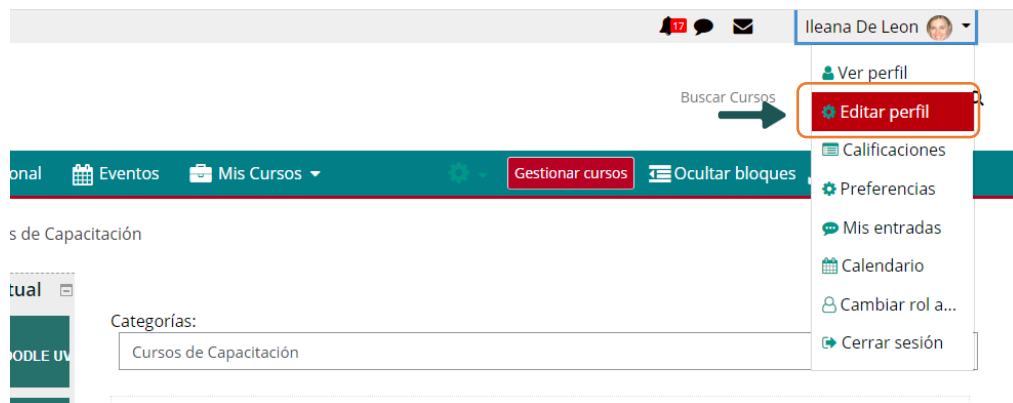 17
Ileana De Leon
Ver perfil
Buscar Cursos
Editar perfil
Calificaciones
onal Eventos Mis Cursos Gestionar cursos Ocultar bloques
Preferencias
Mis entradas
s de Capacitación
Calendario
tual
Cambiar rol a...
Categorías:
Cerrar sesión
OODLE UV
Cursos de Capacitación